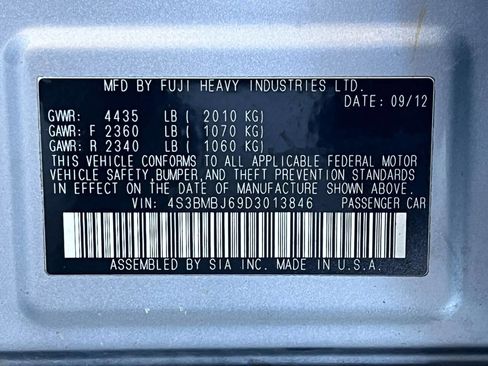 MFD BY FUJI HEAVY INDUSTRIES LTD.
DATE: 09/12
GVWR: 4435 LB ( 2010 KG)
GAWR: F 2360 LB ( 1070 KG)
GAWR: R 2340 LB ( 1060 KG)
THIS VEHICLE CONFORMS TO ALL APPLICABLE FEDERAL MOTOR
VEHICLE SAFETY, BUMPER, AND THEFT PREVENTION STANDARDS
IN EFFECT ON THE DATE OF MANUFACTURE SHOWN ABOVE.
VIN: 4S3BMBJ69D3013846 PASSENGER CAR
ASSEMBLED BY SIA INC. MADE IN U.S.A.